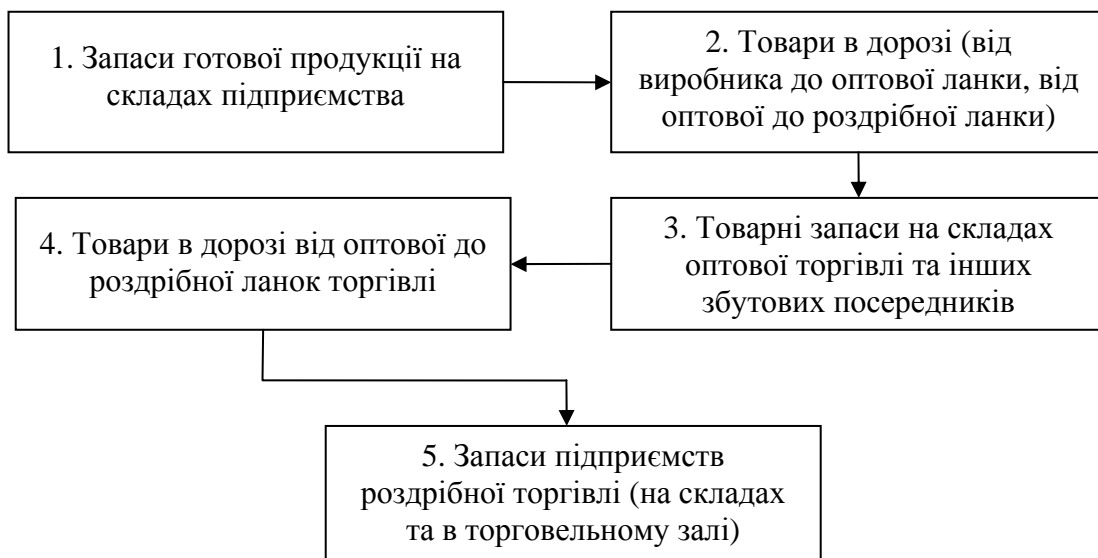 1. Запаси готової продукції на
складах підприємства
2. Товари в дорозі (від
виробника до оптової ланки, від
оптової до роздрібної ланки)
3. Товарні запаси на складах
оптової торгівлі та інших
збутових посередників
4. Товари в дорозі від оптової до
роздрібної ланок торгівлі
5. Запаси підприємств
роздрібної торгівлі (на складах
та в торговельному залі)